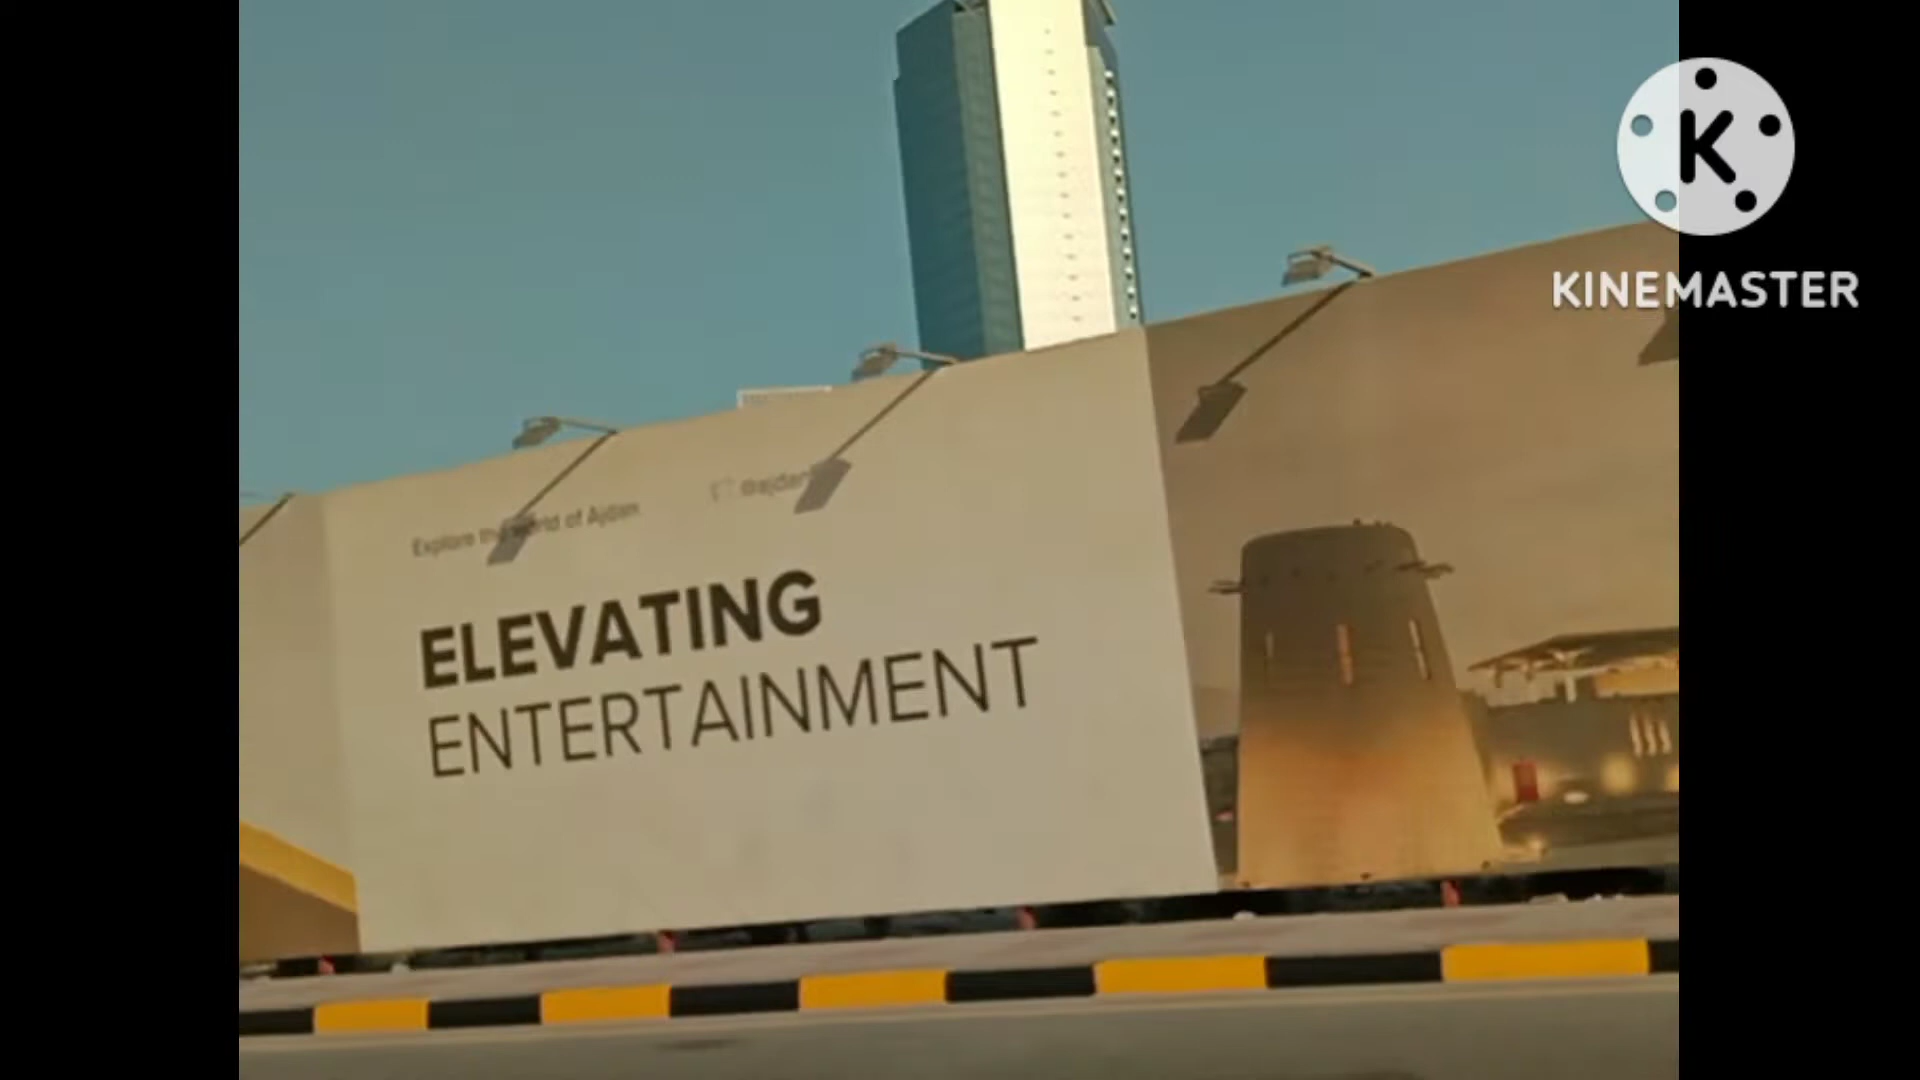 K
KINEMASTER
Explore the world of Ajdan
ELEVATING
ENTERTAINMENT